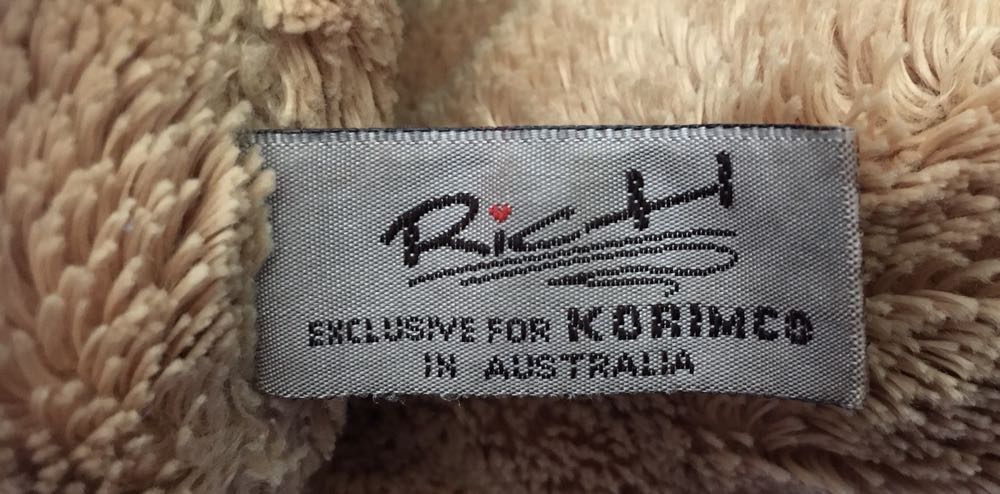 Rich
EXCLUSIVE FOR KORIMCO
IN AUSTRALIA